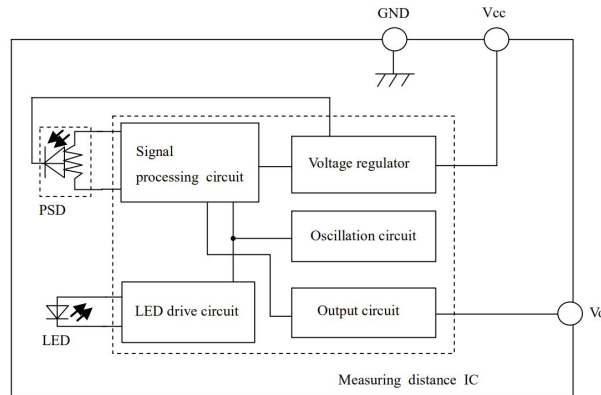 GND
Vcc
Signal
processing circuit
Voltage regulator
PSD
Oscillation circuit
LED drive circuit
Output circuit
LED
Measuring distance IC